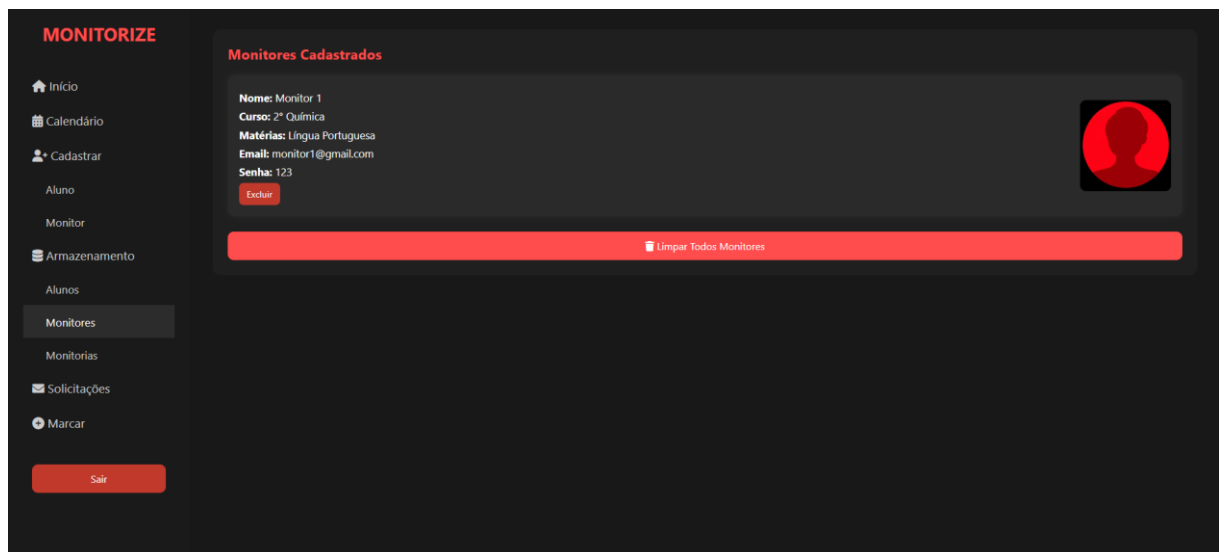 MONITORIZE
Início
Calendário
Cadastrar
Aluno
Monitor
Armazenamento
Alunos
Monitores
Monitorias
Solicitações
Marcar
Sair
Monitores Cadastrados
Nome: Monitor 1
Curso: 2° Química
Matérias: Língua Portuguesa
Email: monitor1@gmail.com
Senha: 123
Excluir
Limpar Todos Monitores